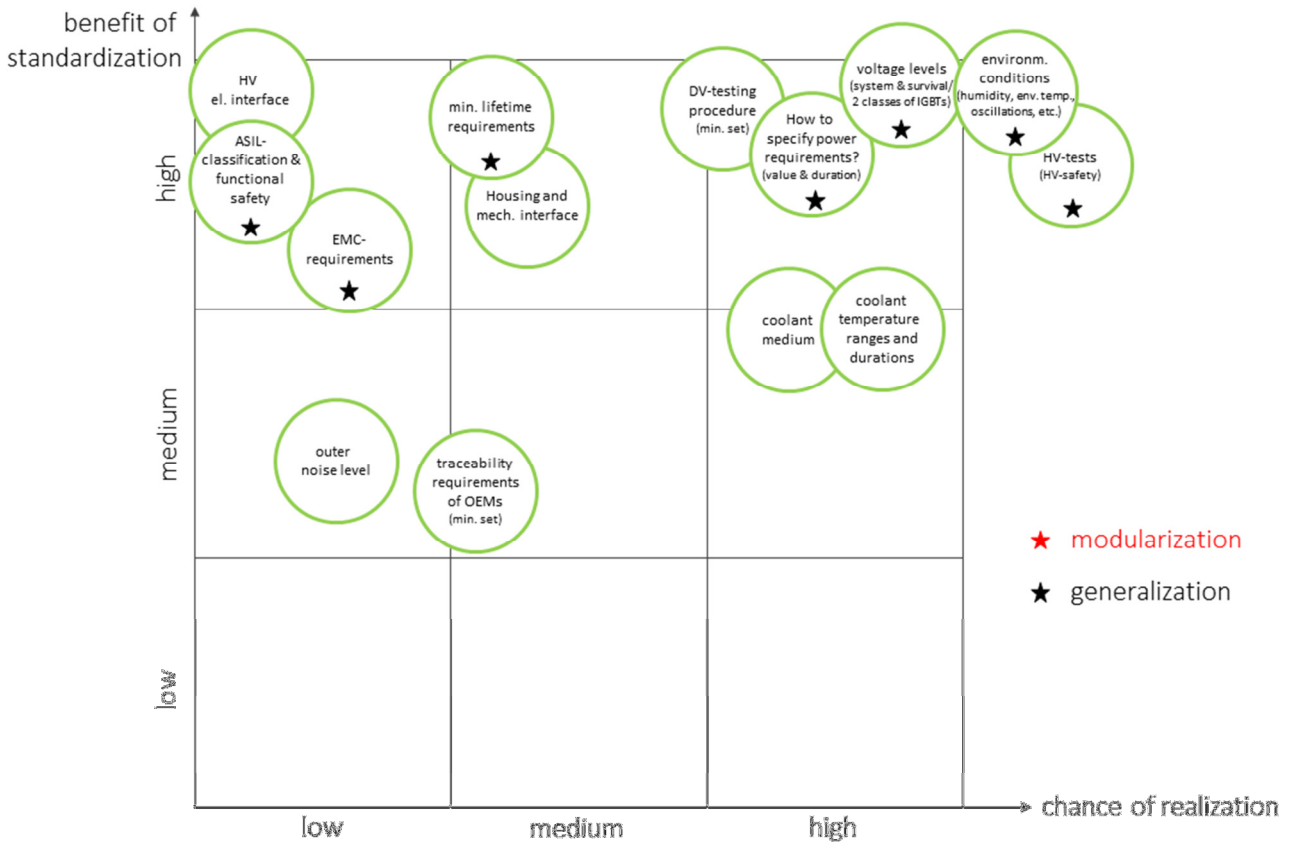 benefit of
standardization
HV
el. interface
ASIL-
classification &
functional
safety
EMC-
requirements
min. lifetime
requirements
Housing and
mech. interface
DV-testing
procedure
(min. set)
How to
specify power
requirements?
(value & duration)
voltage levels
(system & survival/
2 classes of IGBTs)
environm.
conditions
(humidity, env. temp.,
oscillations, etc.)
HV-tests
(HV-safety)
high
coolant
medium
coolant
temperature
ranges and
durations
medium
outer
noise level
traceability
requirements
of OEMs
(min. set)
modularization
generalization
low
chance of realization
low
medium
high